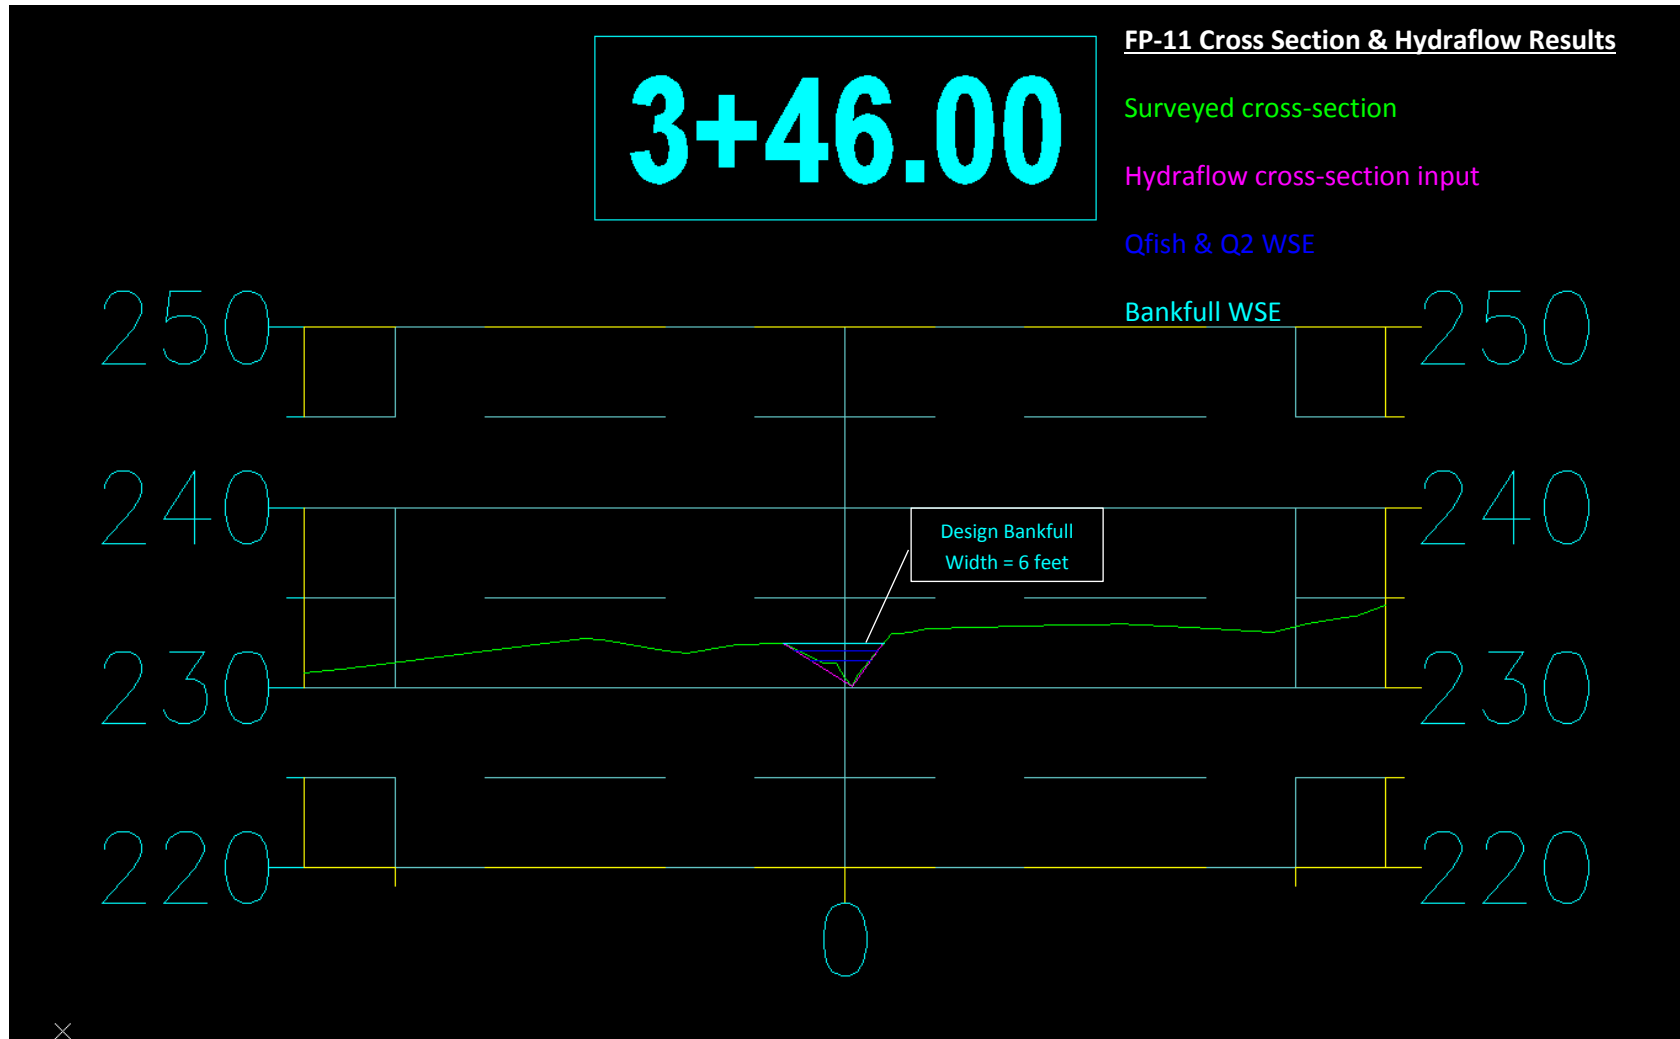 FP-11 Cross Section & Hydraflow Results
3+46.00
Surveyed cross-section
Hydraflow cross-section input
Qfish & Q2 WSE
Bankfull WSE
250 250
240 240
Design Bankfull
Width = 6 feet
230 230
220 220
0